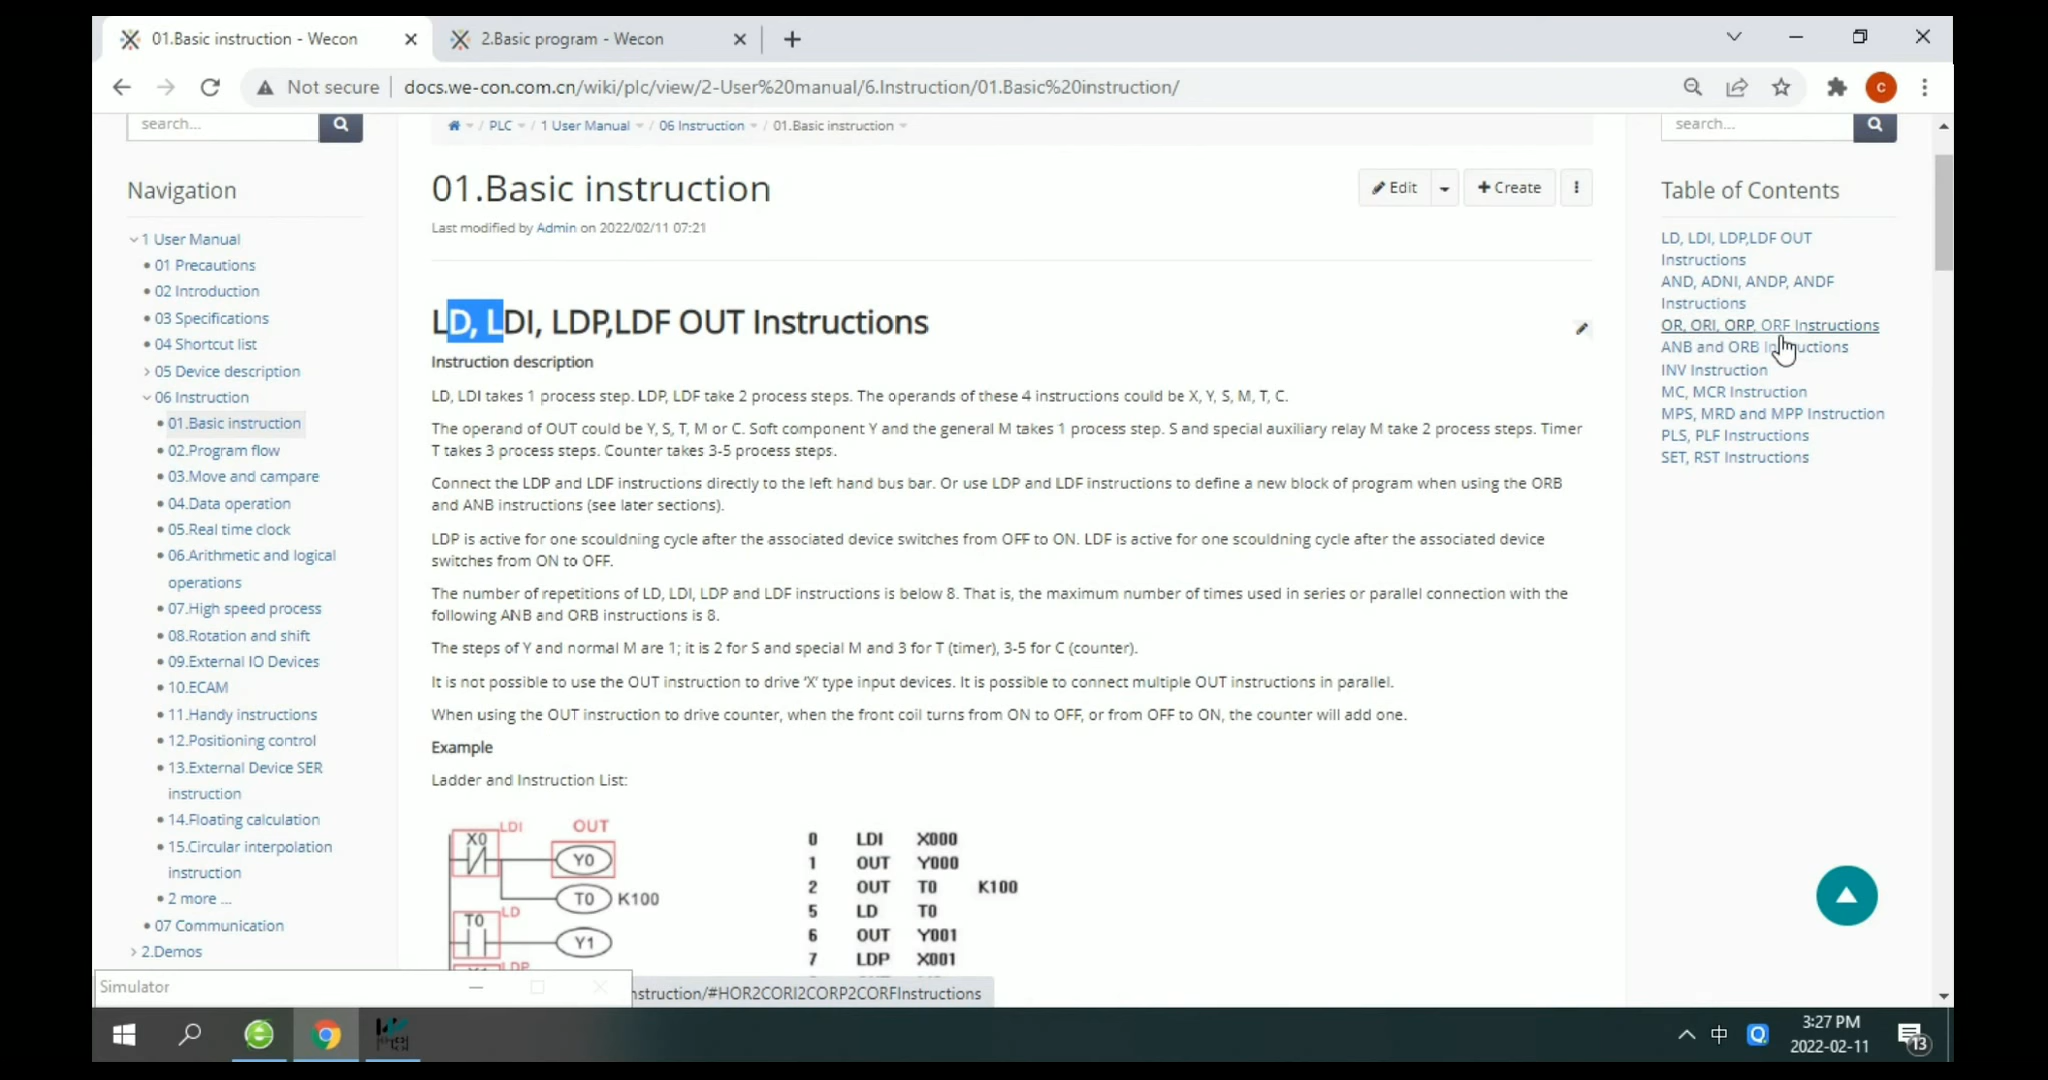 01.Basic instruction - Wecon
2.Basic program - Wecon
Not secure
docs.we-con.com.cn/wiki/plc/view/2-User%20manual/6.Instruction/01.Basic%20instruction/
C
search...
/ PLC / 1 User Manual / 06 Instruction / 01.Basic instruction
search...
Navigation
1 User Manual
01 Precautions
02 Introduction
03 Specifications
04 Shortcut list
05 Device description
06 Instruction
01.Basic instruction
02.Program flow
03.Move and campare
04.Data operation
05.Real time clock
06.Arithmetic and logical
operations
07.High speed process
08.Rotation and shift
09.External IO Devices
10.ECAM
11.Handy instructions
12.Positioning control
13.External Device SER
instruction
14.Floating calculation
15.Circular interpolation
instruction
2 more ...
07 Communication
2.Demos
01.Basic instruction
Edit
Create
Last modified by Admin on 2022/02/11 07:21
LD, LDI, LDP,LDF OUT Instructions
Instruction description
LD, LDI takes 1 process step. LDP, LDF take 2 process steps. The operands of these 4 instructions could be X, Y, S, M, T, C.
The operand of OUT could be Y, S, T, M or C. Soft component Y and the general M takes 1 process step. S and special auxiliary relay M take 2 process steps. Timer
T takes 3 process steps. Counter takes 3-5 process steps.
Connect the LDP and LDF instructions directly to the left hand bus bar. Or use LDP and LDF instructions to define a new block of program when using the ORB
and ANB instructions (see later sections).
LDP is active for one scouldning cycle after the associated device switches from OFF to ON. LDF is active for one scouldning cycle after the associated device
switches from ON to OFF.
The number of repetitions of LD, LDI, LDP and LDF instructions is below 8. That is, the maximum number of times used in series or parallel connection with the
following ANB and ORB instructions is 8.
The steps of Y and normal M are 1; it is 2 for S and special M and 3 for T (timer), 3-5 for C (counter).
It is not possible to use the OUT instruction to drive ‘X’ type input devices. It is possible to connect multiple OUT instructions in parallel.
When using the OUT instruction to drive counter, when the front coil turns from ON to OFF, or from OFF to ON, the counter will add one.
Example
Ladder and Instruction List:
LDI OUT
X0 Y0
T0 K100
LD
T0 Y1
LDP
0 LDI X000
1 OUT Y000
2 OUT T0 K100
5 LD T0
6 OUT Y001
7 LDP X001
Table of Contents
LD, LDI, LDP,LDF OUT
Instructions
AND, ADNI, ANDP, ANDF
Instructions
OR, ORI, ORP, ORF Instructions
ANB and ORB Instructions
INV Instruction
MC, MCR Instruction
MPS, MRD and MPP Instruction
PLS, PLF Instructions
SET, RST Instructions
Simulator
nstruction/#HOR2CORI2CORP2CORFInstructions
中
3:27 PM
2022-02-11
13